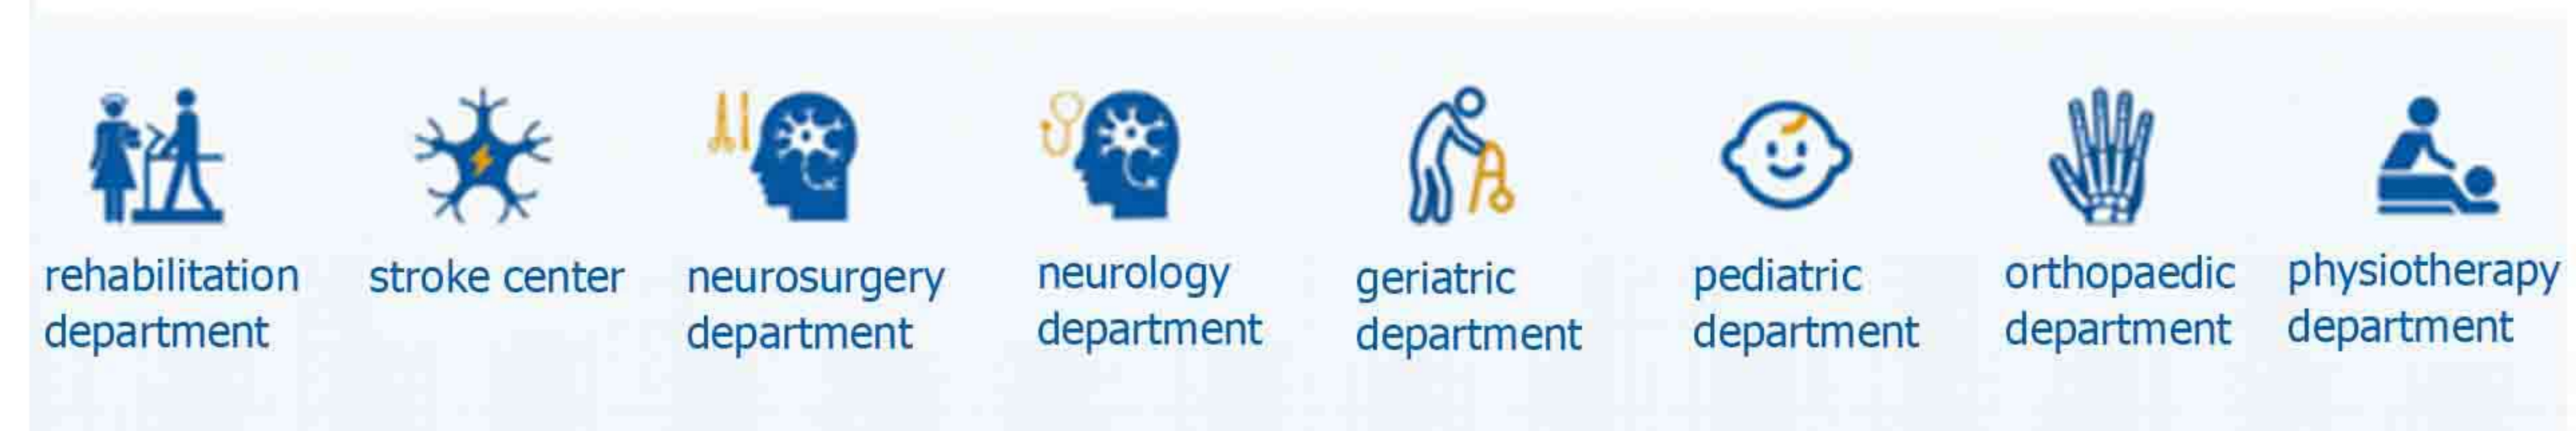 rehabilitation
department
stroke center
neurosurgery
department
neurology
department
geriatric
department
pediatric
department
orthopaedic
department
physiotherapy
department